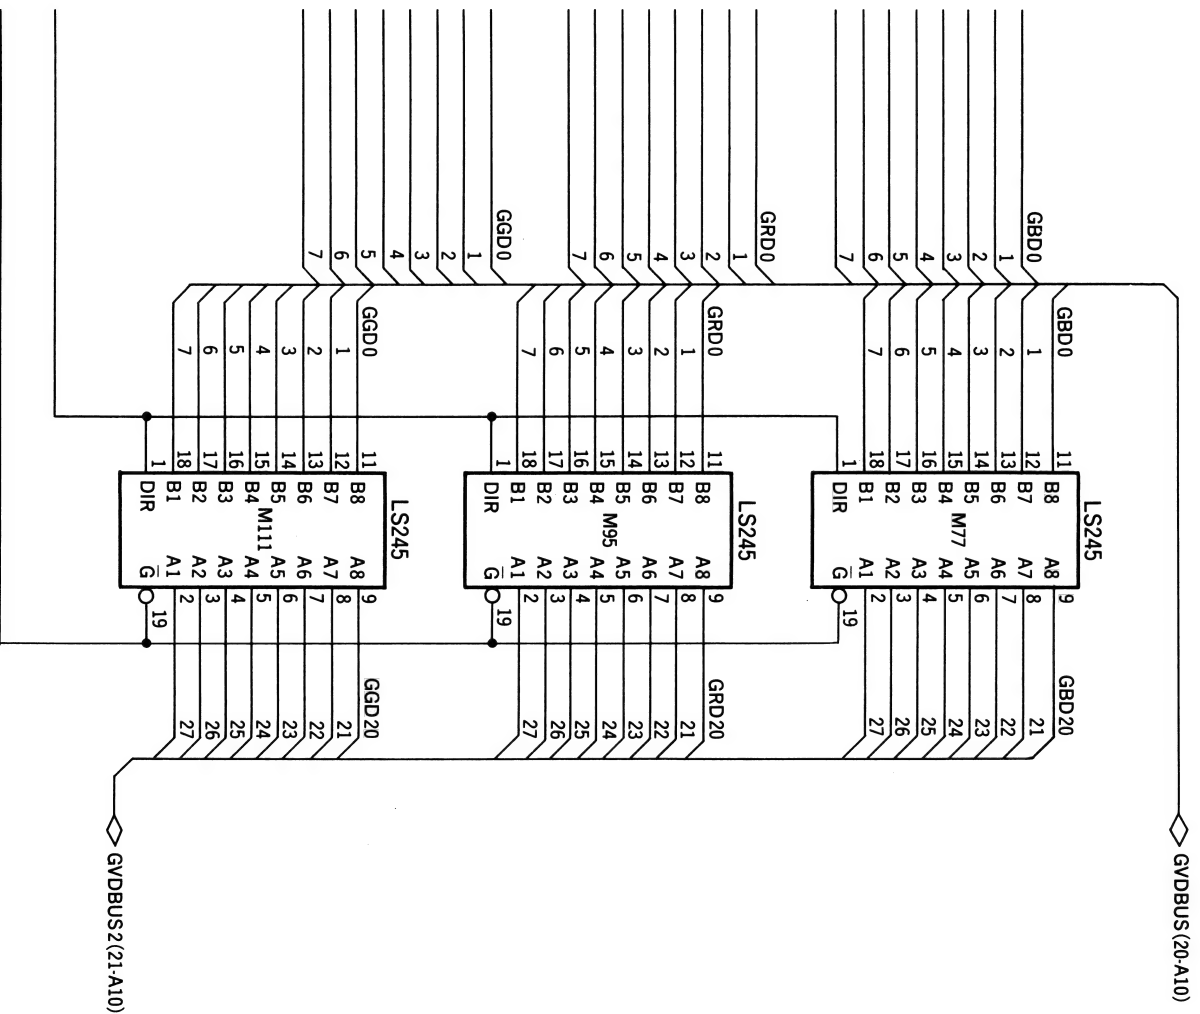 7 6 5 4 3 2 1 GGD0
7 6 5 4 3 2 1 GRD0
7 6 5 4 3 2 1 GBD0
7 6 5 4 3 2 1 GGD0
7 6 5 4 3 2 1 GRD0
7 6 5 4 3 2 1 GBD0
1 18 17 16 15 14 13 12 11
DIR B1 B2 B3 B4 B5 B6 B7 B8
M111
LS245
G A1 A2 A3 A4 A5 A6 A7 A8
19 2 3 4 5 6 7 8 9
1 18 17 16 15 14 13 12 11
DIR B1 B2 B3 B4 B5 B6 B7 B8
M95
LS245
G A1 A2 A3 A4 A5 A6 A7 A8
19 2 3 4 5 6 7 8 9
1 18 17 16 15 14 13 12 11
DIR B1 B2 B3 B4 B5 B6 B7 B8
M77
LS245
G A1 A2 A3 A4 A5 A6 A7 A8
19 2 3 4 5 6 7 8 9
27 26 25 24 23 22 21 GGD20
27 26 25 24 23 22 21 GRD20
27 26 25 24 23 22 21 GBD20
GVDBUS2(21-A10)
GVDBUS(20-A10)